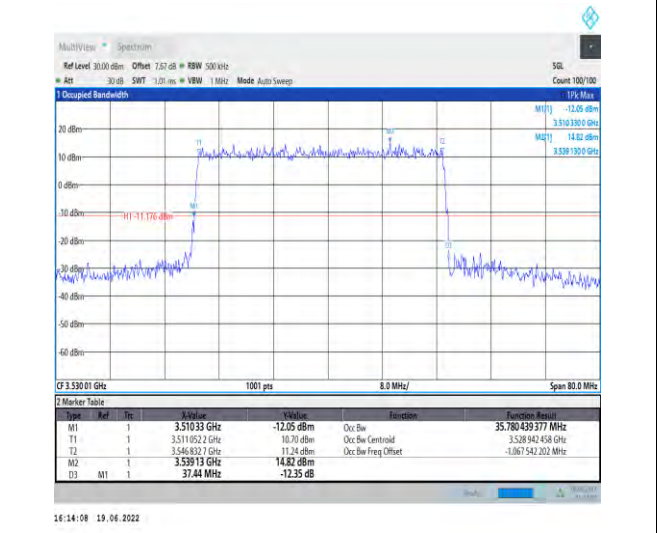 MultiView Spectrum
Ref Level 30.00 dBm Offset 7.67 dB RBW 500 kHz SGL
Att 30 dB SWT 1.01 ms VBW 1 MHz Mode Auto Sweep Count 100/100
1 Occupied Bandwidth 1Pk Max
M1[1] -12.05 dBm
3.510 330 0 GHz
M2[1] 14.82 dBm
3.539 130 0 GHz
20 dBm
10 dBm
0 dBm
-10 dBm
H1 -11.176 dBm
-20 dBm
-30 dBm
-40 dBm
-50 dBm
-60 dBm
T1
M2
T2
M1
D3
CF 3.530 01 GHz 1001 pts 8.0 MHz/ Span 80.0 MHz
2 Marker Table
Type Ref Trc X-Value Y-Value Function Function Result
M1 1 3.510 33 GHz -12.05 dBm Occ Bw 35.780 439 377 MHz
T1 1 3.511 052 2 GHz 10.70 dBm Occ Bw Centroid 3.528 942 458 GHz
T2 1 3.546 832 7 GHz 11.24 dBm Occ Bw Freq Offset -1.067 542 202 MHz
M2 1 3.539 13 GHz 14.82 dBm
D3 M1 1 37.44 MHz -12.35 dB
16:14:08 19.06.2022